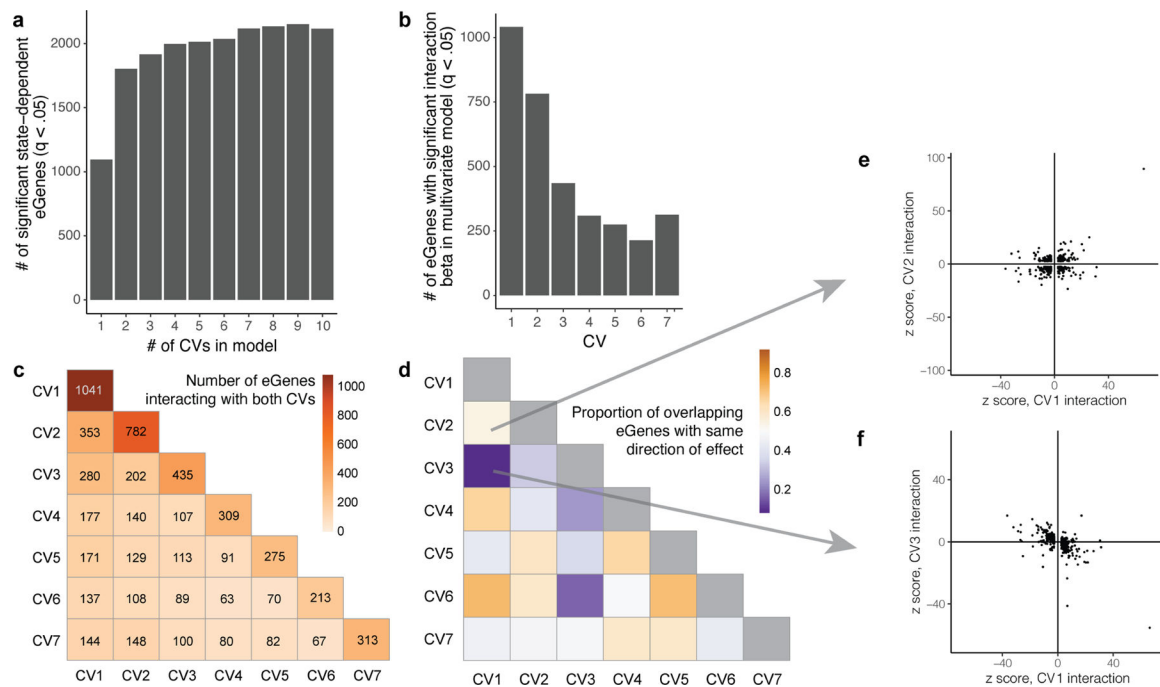 a
# of significant state-dependent
eGenes (q < .05)
2000
1500
1000
500
0
1 2 3 4 5 6 7 8 9 10
# of CVs in model
b
# of eGenes with significant interaction
beta in multivariate model (q < .05)
1000
750
500
250
0
1 2 3 4 5 6 7
CV
c
Number of eGenes
interacting with both CVs
1000
800
600
400
200
0
CV1 1041
CV2 353 782
CV3 280 202 435
CV4 177 140 107 309
CV5 171 129 113 91 275
CV6 137 108 89 63 70 213
CV7 144 148 100 80 82 67 313
CV1 CV2 CV3 CV4 CV5 CV6 CV7
d
Proportion of overlapping
eGenes with same
direction of effect
0.8
0.6
0.4
0.2
CV1
CV2
CV3
CV4
CV5
CV6
CV7
CV1 CV2 CV3 CV4 CV5 CV6 CV7
e
z score, CV2 interaction
100
50
0
−50
−100
−40 0 40
z score, CV1 interaction
f
z score, CV3 interaction
40
0
−40
−40 0 40
z score, CV1 interaction